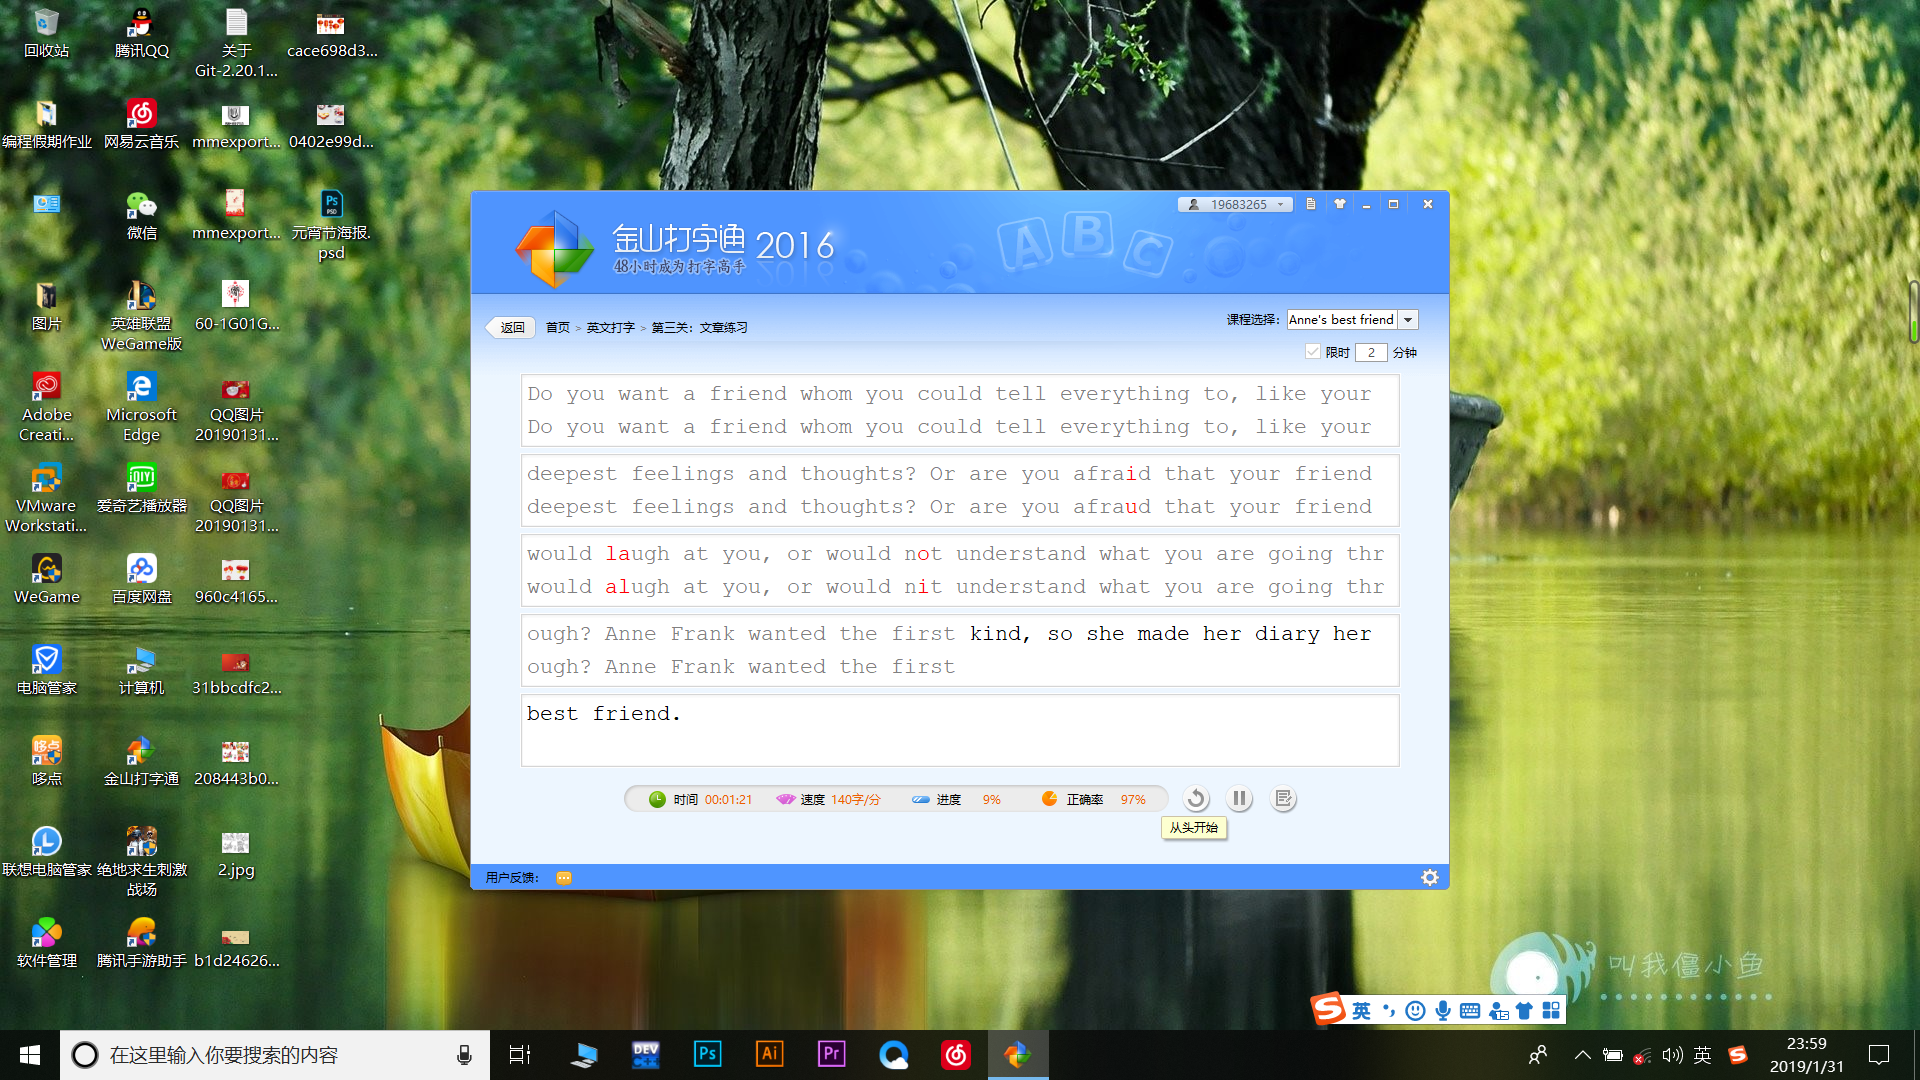 回收站
腾讯QQ
关于
Git-2.20.1...
cace698d3...
编程假期作业
网易云音乐
mmexport...
0402e99d...
微信
mmexport...
元宵节海报.
psd
图片
英雄联盟
WeGame版
60-1G01G...
Adobe
Creati...
Microsoft
Edge
QQ图片
20190131...
VMware
Workstati...
爱奇艺播放器
QQ图片
20190131...
WeGame
百度网盘
960c4165...
电脑管家
计算机
31bbcdfc2...
哆点
金山打字通
208443b0...
联想电脑管家
绝地求生刺激
战场
2.jpg
软件管理
腾讯手游助手
b1d24626...
19683265
金山打字通 2016
48小时成为打字高手
A B C
返回 首页 > 英文打字 > 第三关：文章练习
课程选择： Anne's best friend
限时 2 分钟
Do you want a friend whom you could tell everything to, like your
Do you want a friend whom you could tell everything to, like your
deepest feelings and thoughts? Or are you afraid that your friend
deepest feelings and thoughts? Or are you afraud that your friend
would laugh at you, or would not understand what you are going thr
would alugh at you, or would nit understand what you are going thr
ough? Anne Frank wanted the first kind, so she made her diary her
ough? Anne Frank wanted the first
best friend.
时间 00:01:21 速度 140字/分 进度 9% 正确率 97%
从头开始
用户反馈：
叫我僵小鱼
英
在这里输入你要搜索的内容
DEV
C++
Ps
Ai
Pr
英
23:59
2019/1/31